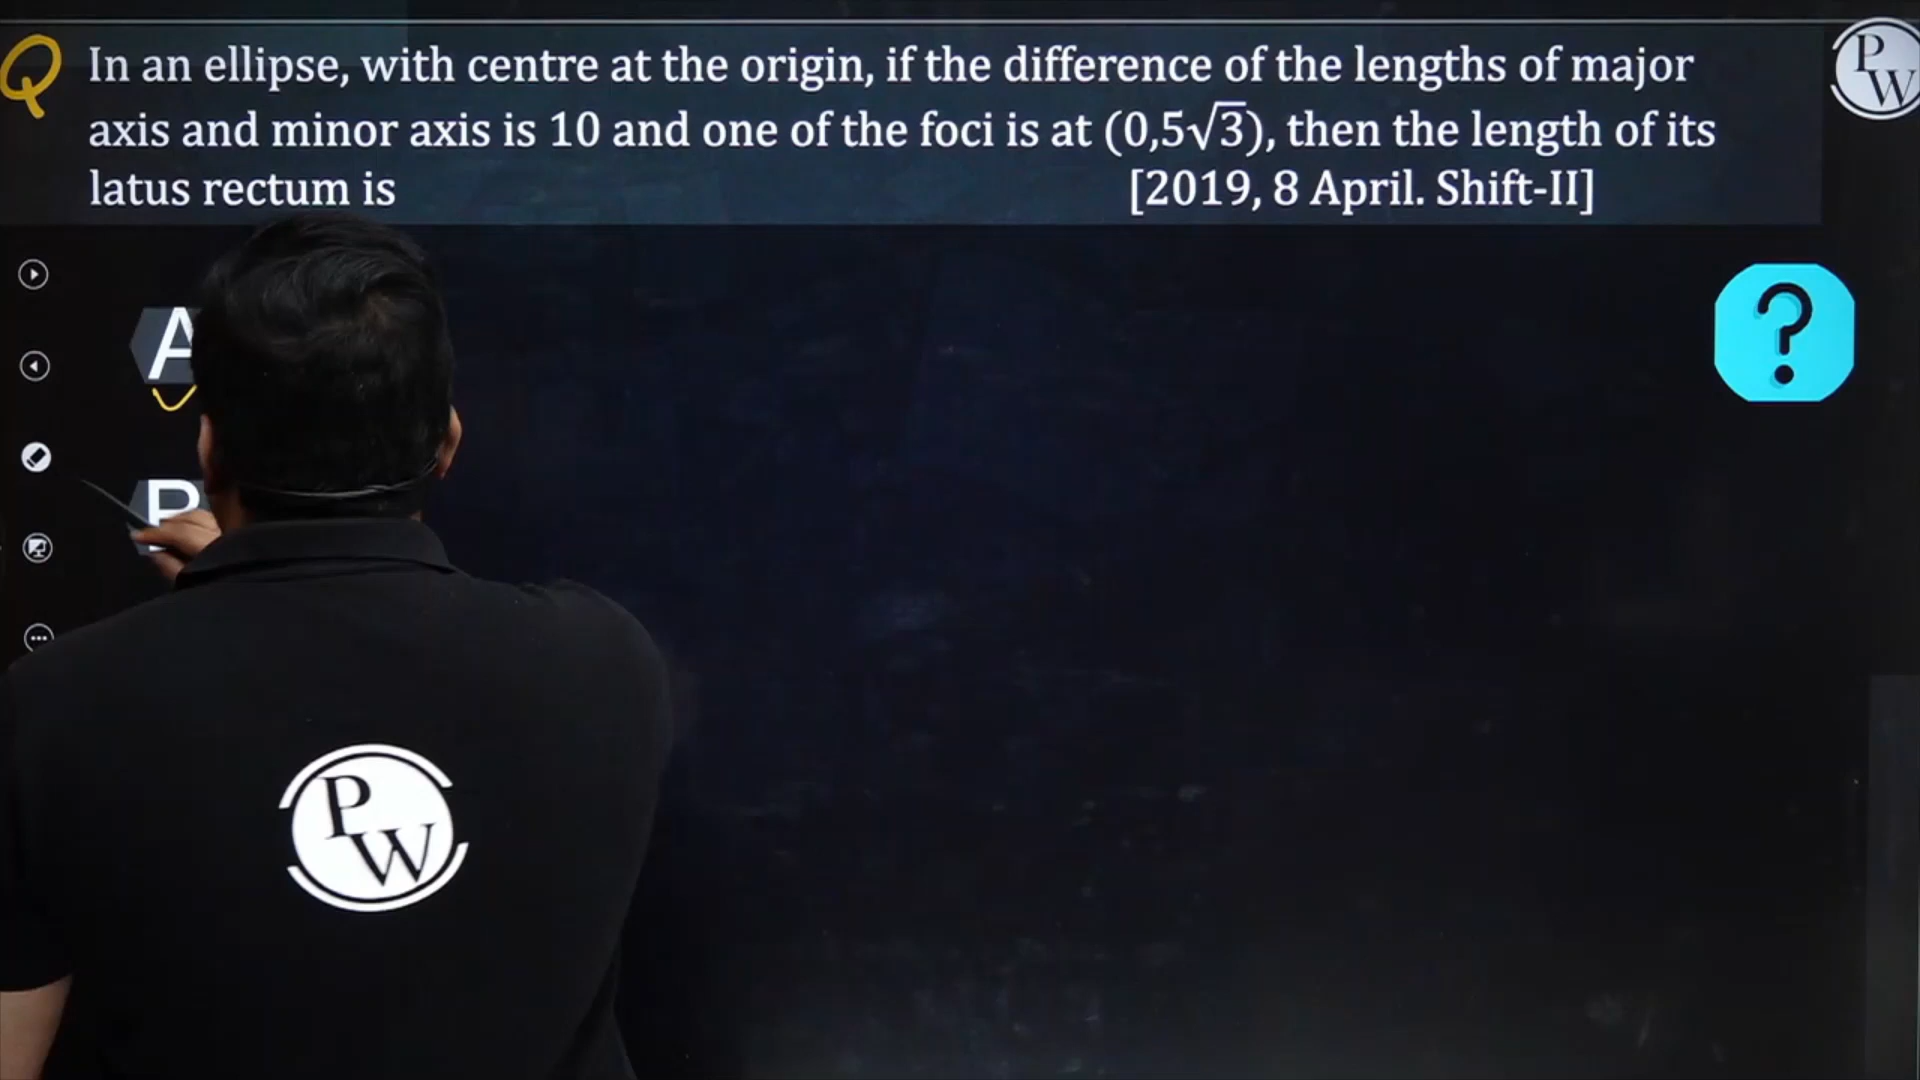 Q In an ellipse, with centre at the origin, if the difference of the lengths of major
axis and minor axis is 10 and one of the foci is at (0,5√3), then the length of its
latus rectum is [2019, 8 April. Shift-II]
PW
?
A
B
PW